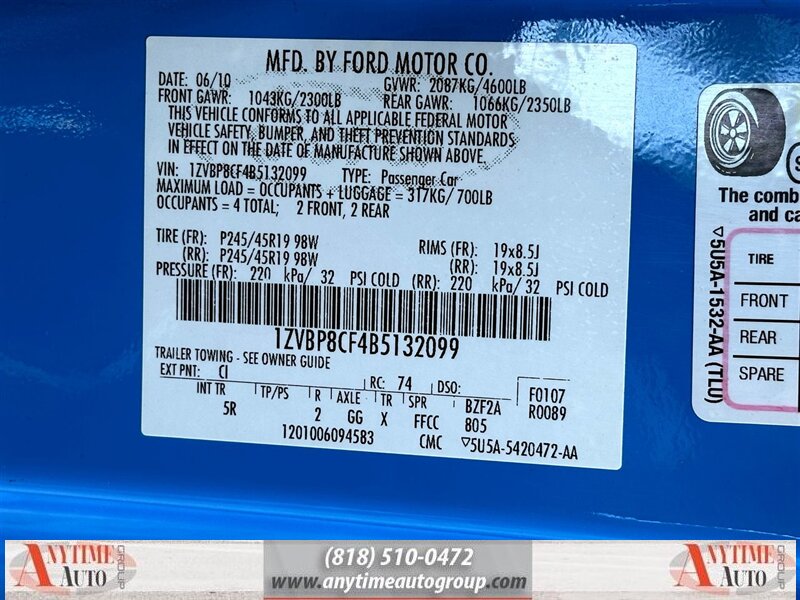 MFD. BY FORD MOTOR CO.
DATE: 06/10 GVWR: 2087KG/4600LB
FRONT GAWR: 1043KG/2300LB REAR GAWR: 1066KG/2350LB
THIS VEHICLE CONFORMS TO ALL APPLICABLE FEDERAL MOTOR
VEHICLE SAFETY, BUMPER, AND THEFT PREVENTION STANDARDS
IN EFFECT ON THE DATE OF MANUFACTURE SHOWN ABOVE.
VIN: 1ZVBP8CF4B5132099 TYPE: Passenger Car
MAXIMUM LOAD = OCCUPANTS + LUGGAGE = 317KG/700LB
OCCUPANTS = 4 TOTAL; 2 FRONT, 2 REAR
TIRE (FR): P245/45R19 98W RIMS (FR): 19x8.5J
(RR): P245/45R19 98W (RR): 19x8.5J
PRESSURE (FR): 220 kPa/ 32 PSI COLD (RR): 220 kPa/ 32 PSI COLD
1ZVBP8CF4B5132099
TRAILER TOWING - SEE OWNER GUIDE
EXT PNT: CI RC: 74 DSO:
INT TR TP/PS R AXLE TR SPR BZF2A F0107
5R 2 GG X FFCC 805 R0089
1201006094583 CMC ▽5U5A-5420472-AA
The comb
and ca
TIRE
FRONT
REAR
SPARE
▽5U5A-1532-AA (TLU)
ANYTIME
AUTO
GROUP
(818) 510-0472
www.anytimeautogroup.com
ANYTIME
AUTO
GROUP